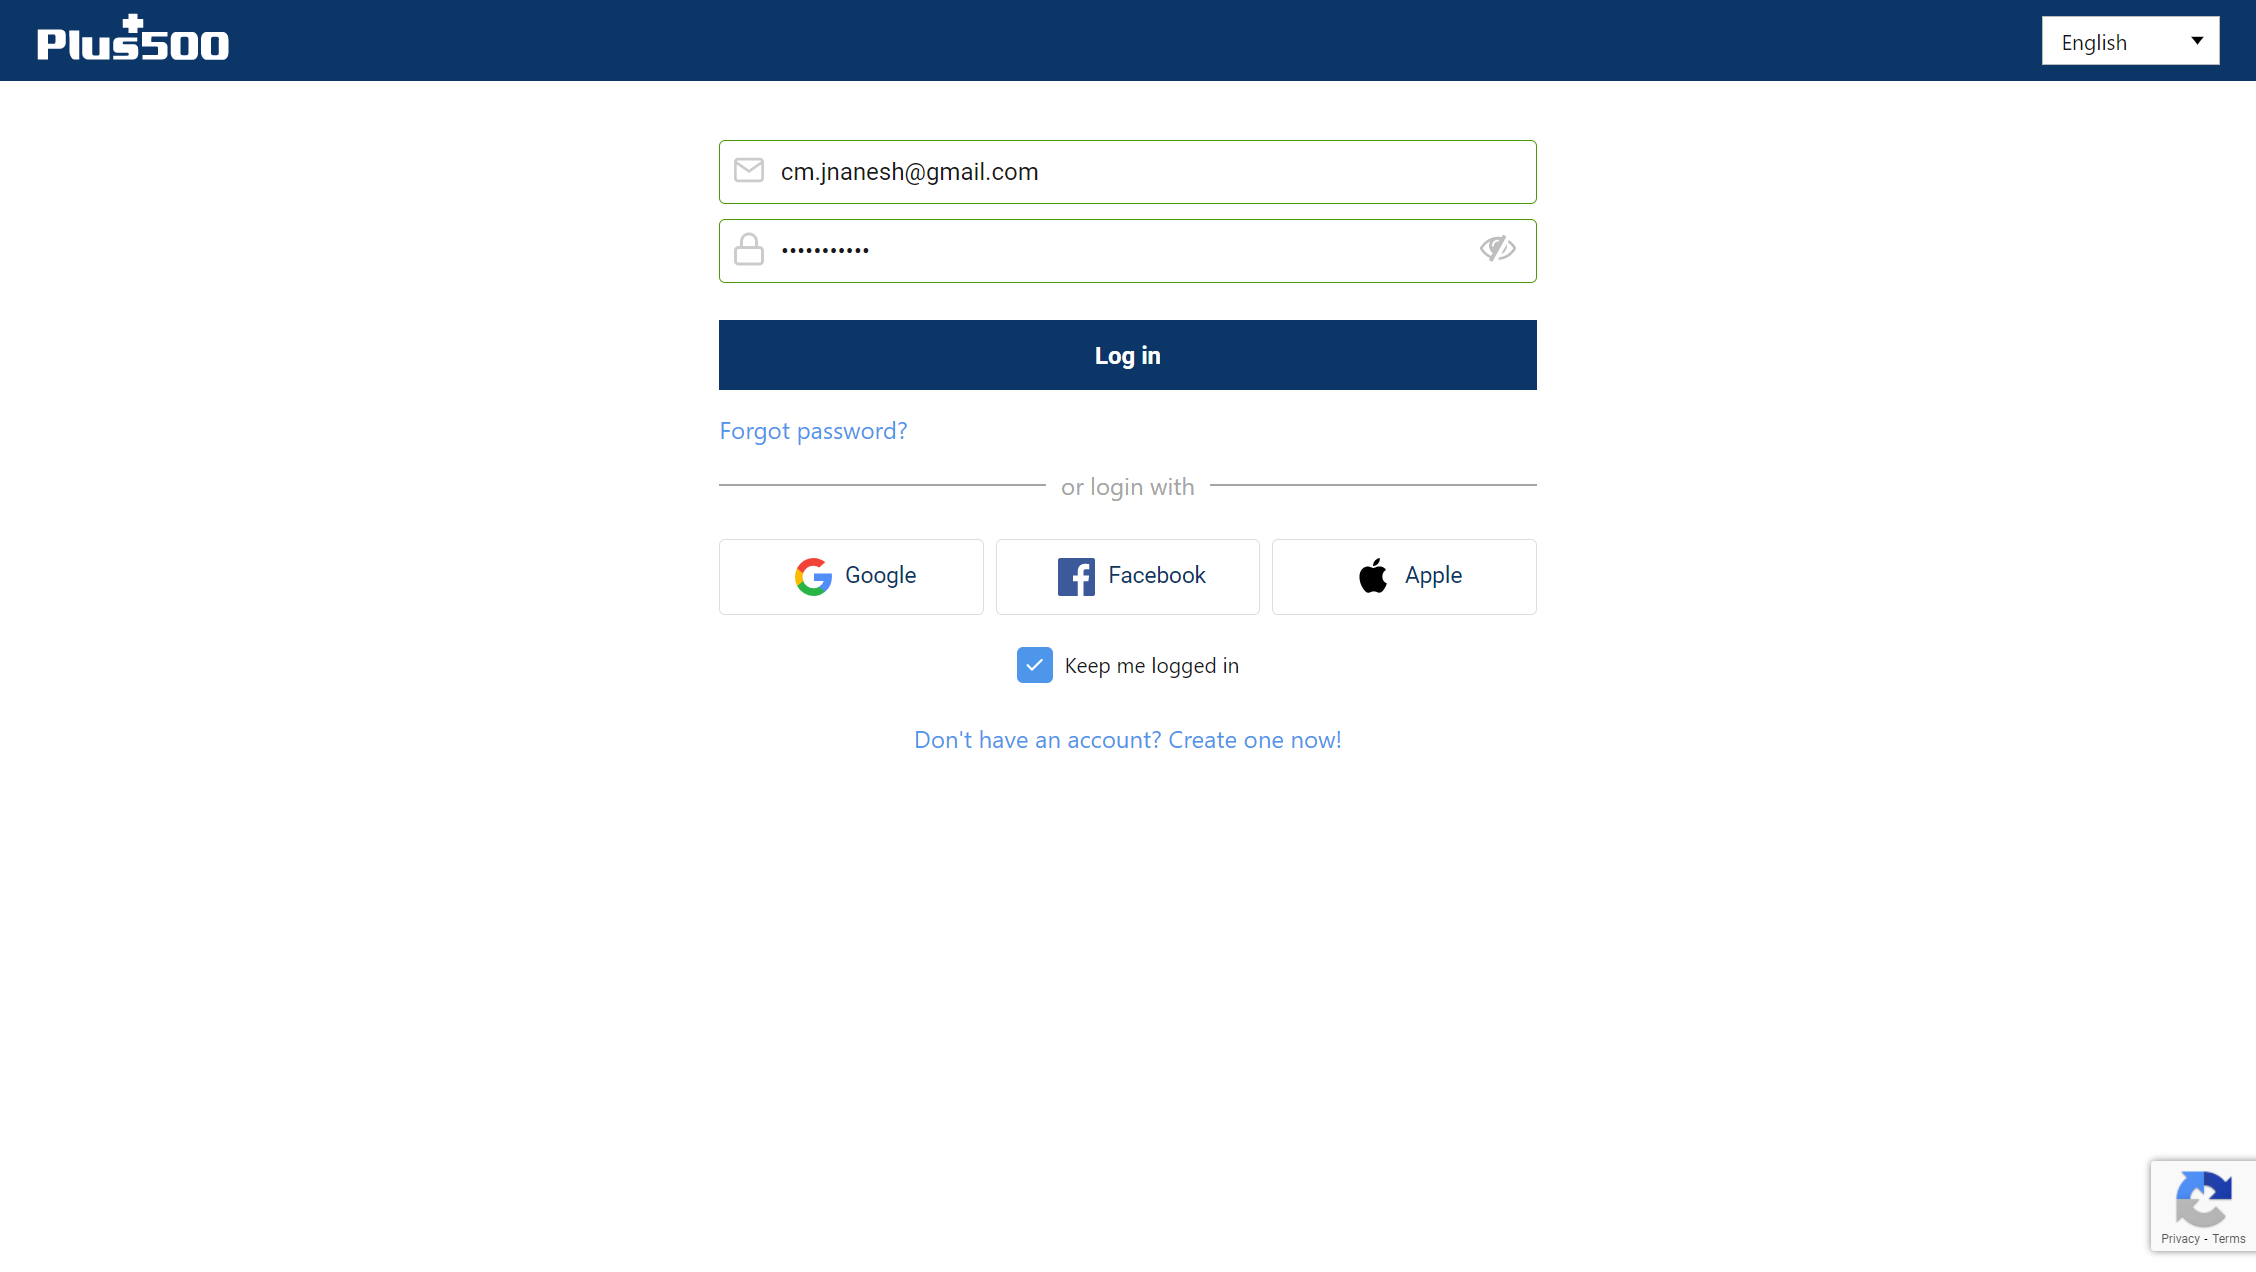 Plus500
English
cm.jnanesh@gmail.com
•••••••••••
Log in
Forgot password?
or login with
Google
Facebook
Apple
Keep me logged in
Don't have an account? Create one now!
Privacy - Terms